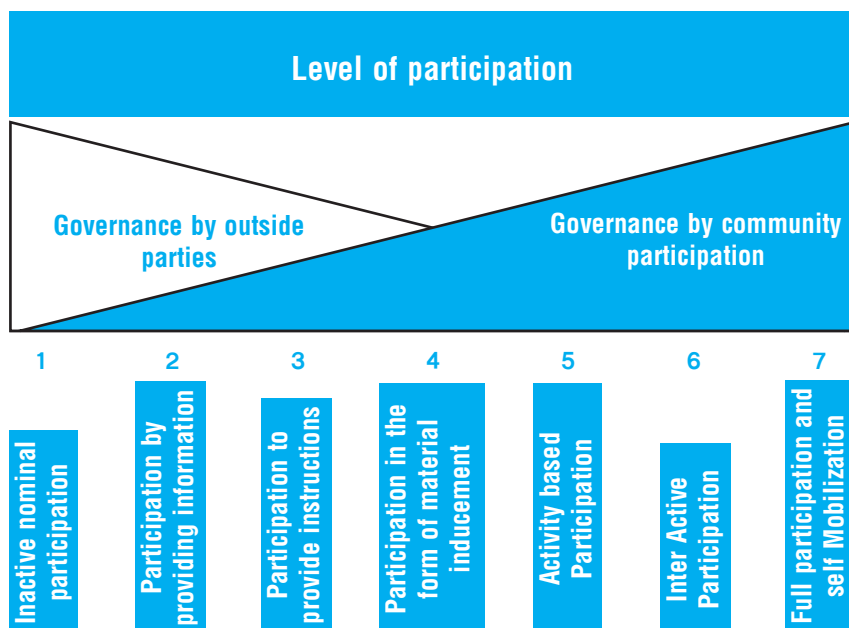 Level of participation
Governance by outside
parties
Governance by community
participation
1
2
3
4
5
6
7
Inactive nominal
participation
Participation by
providing information
Participation to
provide instructions
Participation in the
form of material
inducement
Activity based
Participation
Inter Active
Participation
Full participation and
self Mobilization